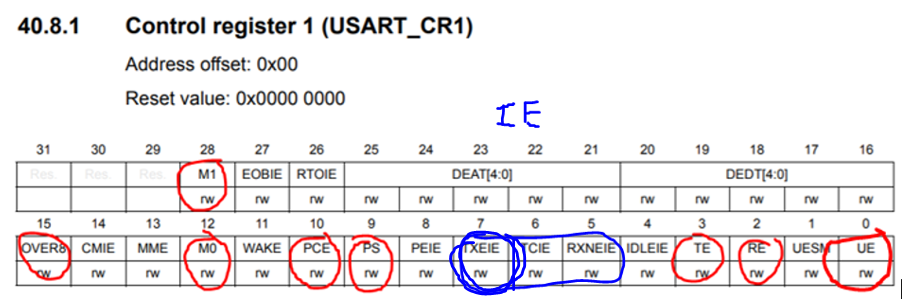 40.8.1 Control register 1 (USART_CR1)
Address offset: 0x00
Reset value: 0x0000 0000
IE
31 30 29 28 27 26 25 24 23 22 21 20 19 18 17 16
Res. Res. Res. M1 EOBIE RTOIE DEAT[4:0] DEDT[4:0]
rw rw rw rw rw rw rw rw rw rw rw rw rw
15 14 13 12 11 10 9 8 7 6 5 4 3 2 1 0
OVER8 CMIE MME M0 WAKE PCE PS PEIE TXEIE TCIE RXNEIE IDLEIE TE RE UESM UE
rw rw rw rw rw rw rw rw rw rw rw rw rw rw rw rw